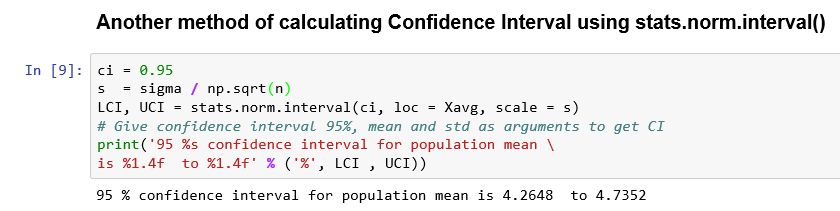 Another method of calculating Confidence Interval using stats.norm.interval()
In [9]: ci = 0.95
s  = sigma / np.sqrt(n)
LCI, UCI = stats.norm.interval(ci, loc = Xavg, scale = s)
# Give confidence interval 95%, mean and std as arguments to get CI
print('95 %s confidence interval for population mean \
is %1.4f  to %1.4f' % ('%', LCI , UCI))
95 % confidence interval for population mean is 4.2648  to 4.7352